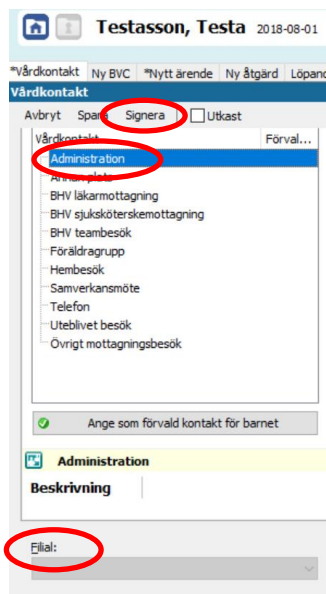 Testasson, Testa 2018-08-01
*Vårdkontakt Ny BVC *Nytt ärende Ny åtgärd Löpand
Vårdkontakt
Avbryt Spara Signera Utkast
Vårdkontakt Förval...
Administration
Annan plats
BHV läkarmottagning
BHV sjuksköterskemottagning
BHV teambesök
Föräldragrupp
Hembesök
Samverkansmöte
Telefon
Uteblivet besök
Övrigt mottagningsbesök
Ange som förvald kontakt för barnet
Administration
Beskrivning
Filial: